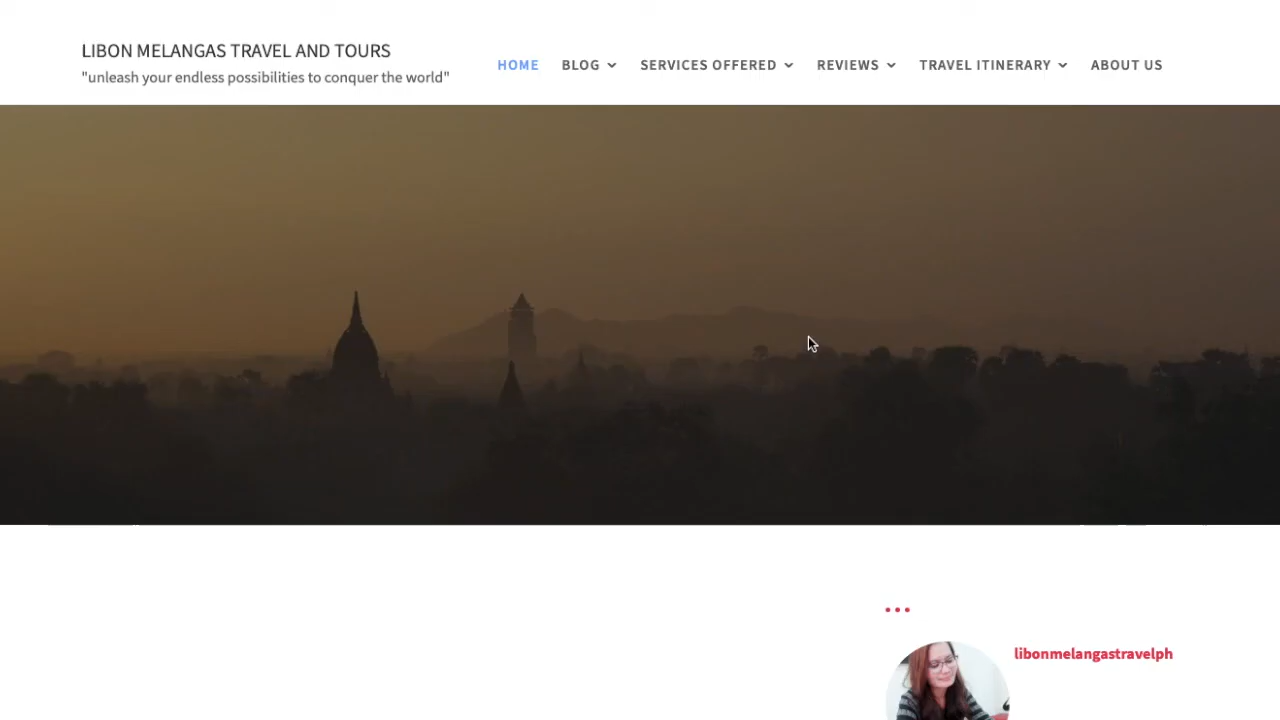 LIBON MELANGAS TRAVEL AND TOURS
"unleash your endless possibilities to conquer the world"
HOME BLOG SERVICES OFFERED REVIEWS TRAVEL ITINERARY ABOUT US
libonmelangastravelph